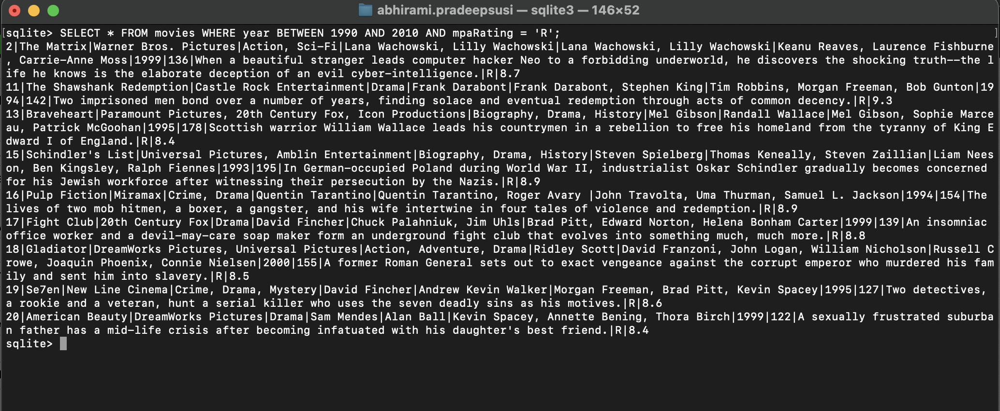 abhirami.pradeepsusi — sqlite3 — 146×52
[sqlite> SELECT * FROM movies WHERE year BETWEEN 1990 AND 2010 AND mpaRating = 'R'; ]
2|The Matrix|Warner Bros. Pictures|Action, Sci-Fi|Lana Wachowski, Lilly Wachowski|Lana Wachowski, Lilly Wachowski|Keanu Reaves, Laurence Fishburne
, Carrie-Anne Moss|1999|136|When a beautiful stranger leads computer hacker Neo to a forbidding underworld, he discovers the shocking truth--the l
ife he knows is the elaborate deception of an evil cyber-intelligence.|R|8.7
11|The Shawshank Redemption|Castle Rock Entertainment|Drama|Frank Darabont|Frank Darabont, Stephen King|Tim Robbins, Morgan Freeman, Bob Gunton|19
94|142|Two imprisoned men bond over a number of years, finding solace and eventual redemption through acts of common decency.|R|9.3
13|Braveheart|Paramount Pictures, 20th Century Fox, Icon Productions|Biography, Drama, History|Mel Gibson|Randall Wallace|Mel Gibson, Sophie Marce
au, Patrick McGoohan|1995|178|Scottish warrior William Wallace leads his countrymen in a rebellion to free his homeland from the tyranny of King E
dward I of England.|R|8.4
15|Schindler's List|Universal Pictures, Amblin Entertainment|Biography, Drama, History|Steven Spielberg|Thomas Keneally, Steven Zaillian|Liam Nees
on, Ben Kingsley, Ralph Fiennes|1993|195|In German-occupied Poland during World War II, industrialist Oskar Schindler gradually becomes concerned
for his Jewish workforce after witnessing their persecution by the Nazis.|R|8.9
16|Pulp Fiction|Miramax|Crime, Drama|Quentin Tarantino|Quentin Tarantino, Roger Avary |John Travolta, Uma Thurman, Samuel L. Jackson|1994|154|The
lives of two mob hitmen, a boxer, a gangster, and his wife intertwine in four tales of violence and redemption.|R|8.9
17|Fight Club|20th Century Fox|Drama|David Fincher|Chuck Palahniuk, Jim Uhls|Brad Pitt, Edward Norton, Helena Bonham Carter|1999|139|An insomniac
office worker and a devil-may-care soap maker form an underground fight club that evolves into something much, much more.|R|8.8
18|Gladiator|DreamWorks Pictures, Universal Pictures|Action, Adventure, Drama|Ridley Scott|David Franzoni, John Logan, William Nicholson|Russell C
rowe, Joaquin Phoenix, Connie Nielsen|2000|155|A former Roman General sets out to exact vengeance against the corrupt emperor who murdered his fam
ily and sent him into slavery.|R|8.5
19|Se7en|New Line Cinema|Crime, Drama, Mystery|David Fincher|Andrew Kevin Walker|Morgan Freeman, Brad Pitt, Kevin Spacey|1995|127|Two detectives,
a rookie and a veteran, hunt a serial killer who uses the seven deadly sins as his motives.|R|8.6
20|American Beauty|DreamWorks Pictures|Drama|Sam Mendes|Alan Ball|Kevin Spacey, Annette Bening, Thora Birch|1999|122|A sexually frustrated suburba
n father has a mid-life crisis after becoming infatuated with his daughter's best friend.|R|8.4
sqlite>